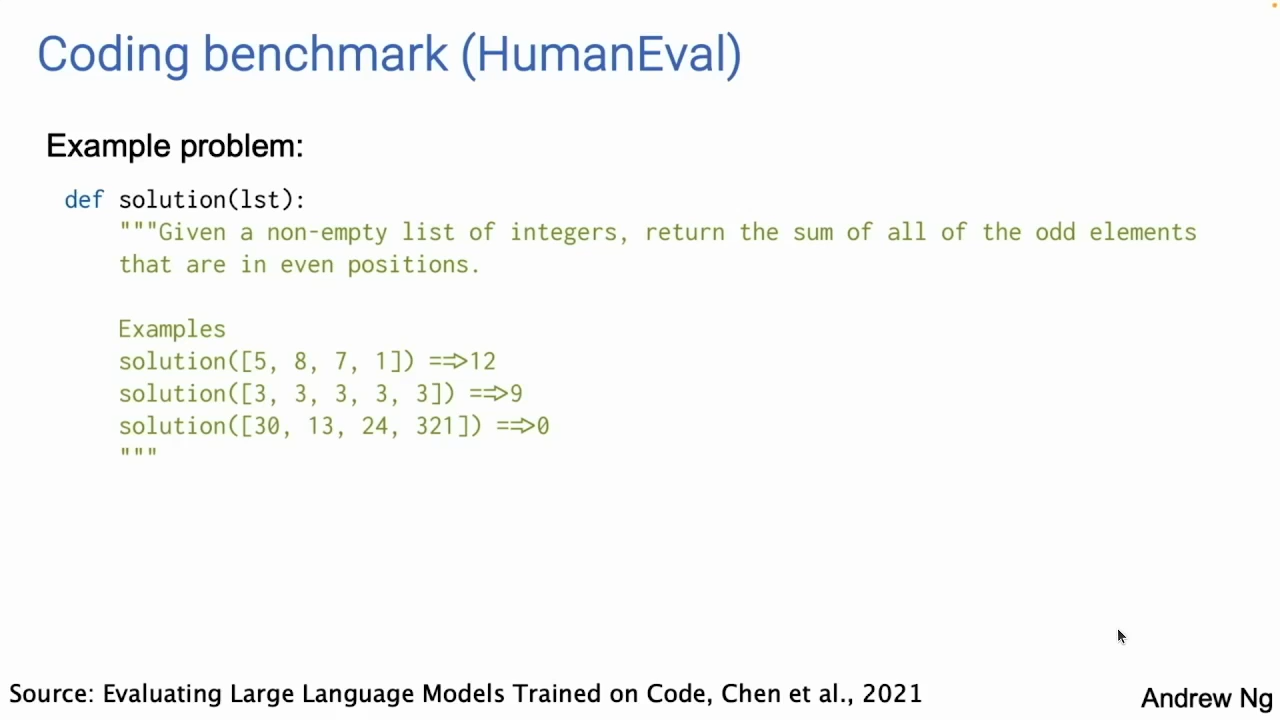 Coding benchmark (HumanEval)
Example problem:
def solution(lst):
"""Given a non-empty list of integers, return the sum of all of the odd elements
that are in even positions.
Examples
solution([5, 8, 7, 1]) ==>12
solution([3, 3, 3, 3, 3]) ==>9
solution([30, 13, 24, 321]) ==>0
"""
Source: Evaluating Large Language Models Trained on Code, Chen et al., 2021
Andrew Ng